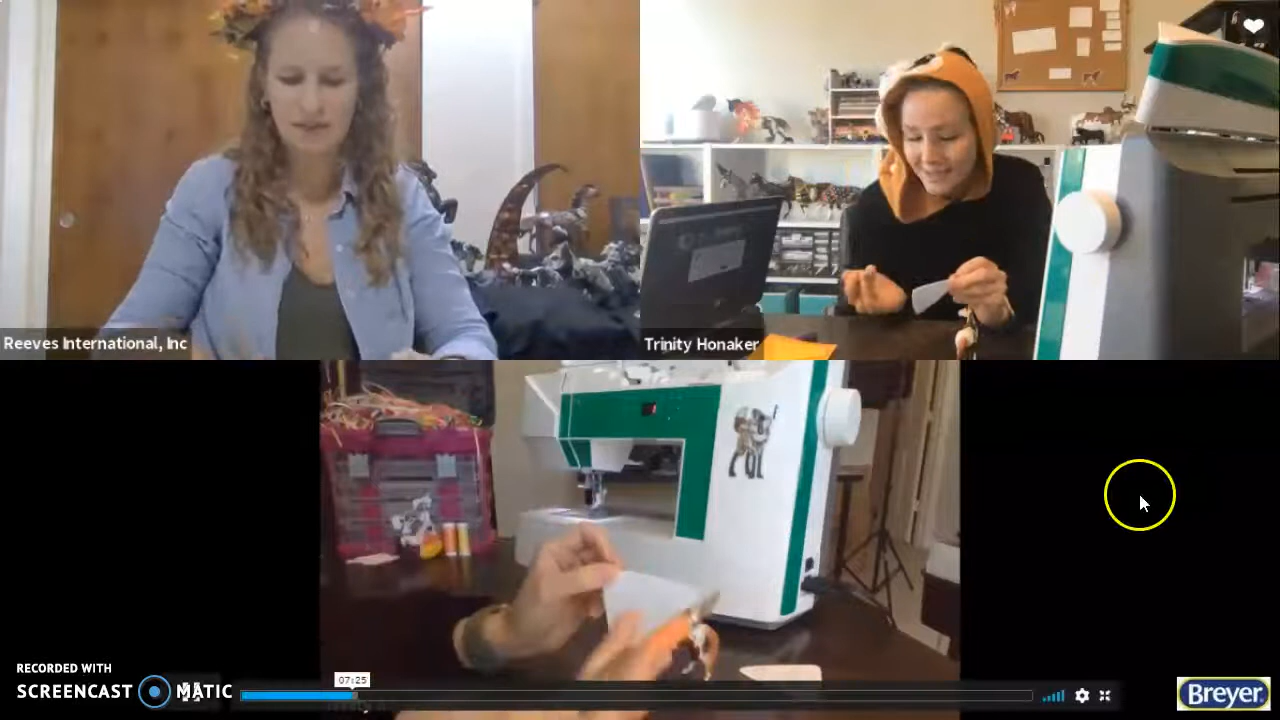 Reeves International, Inc
Trinity Honaker
RECORDED WITH
SCREENCAST MATIC
07:25
Breyer